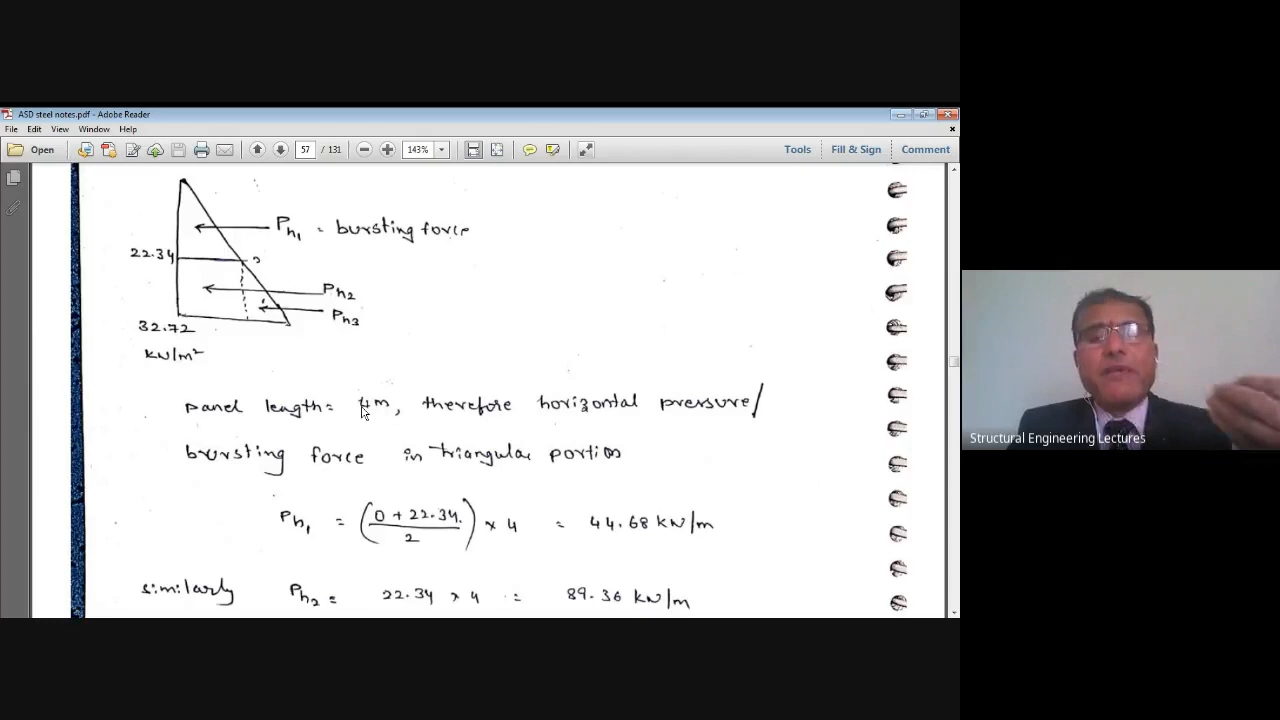 ASD steel notes.pdf - Adobe Reader
File Edit View Window Help
Open 57 / 131 143% Tools Fill & Sign Comment
Ph1 = bursting force
22.34
Ph2
Ph3
32.72
KN/m²
panel length = 4m, therefore horizontal pressure/
bursting force in triangular portion
Ph1 = (0 + 22.34 / 2) × 4 = 44.68 KN/m
similarly Ph2 = 22.34 × 4 = 89.36 KN/m
Structural Engineering Lectures